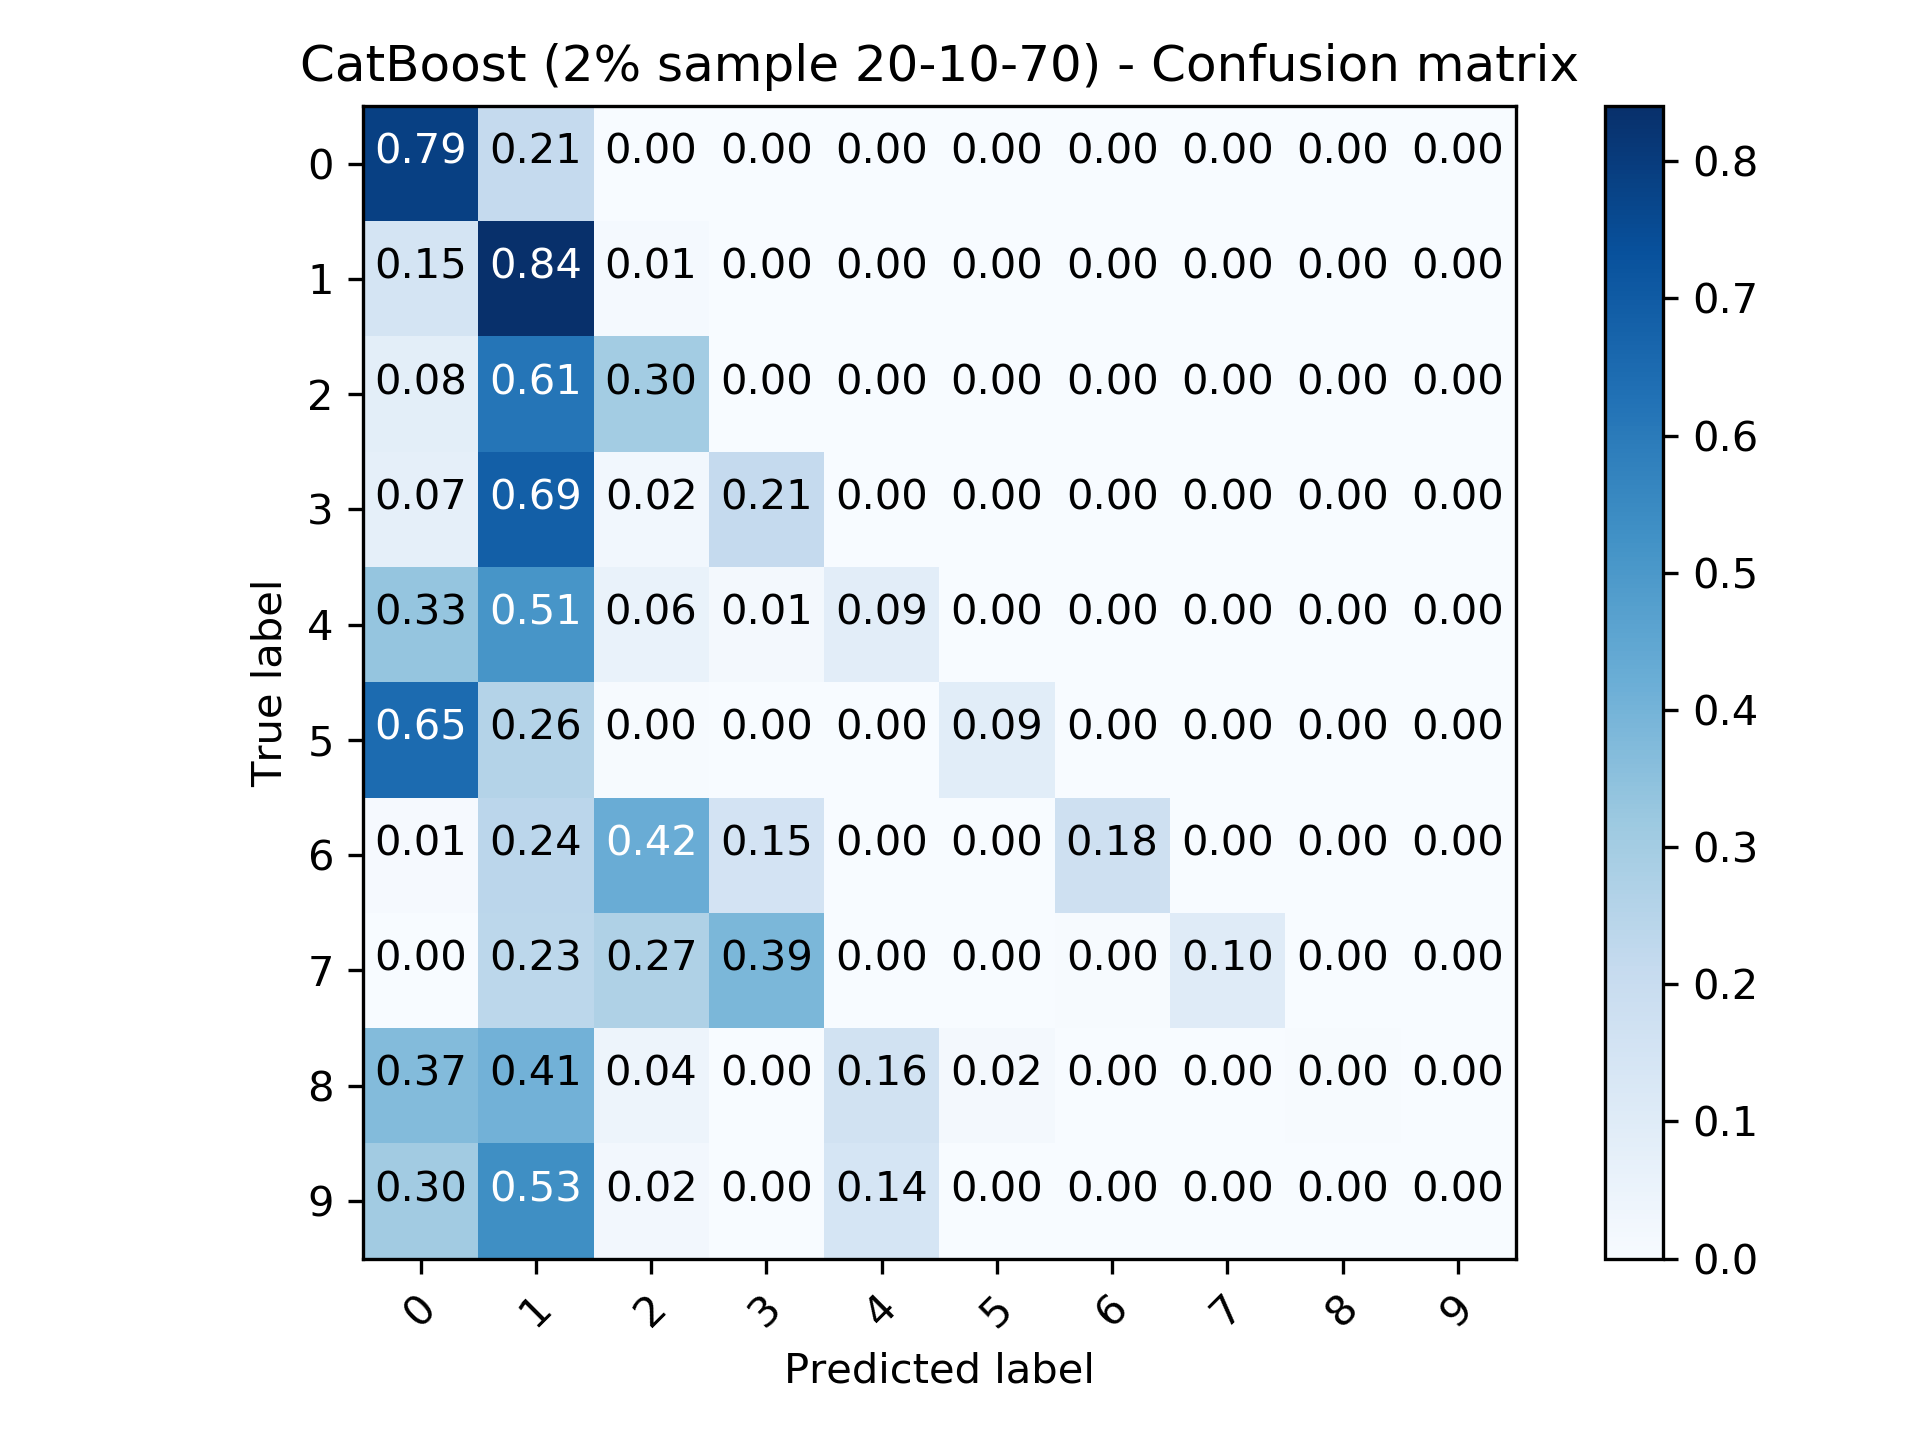 CatBoost (2% sample 20-10-70) - Confusion matrix
0 0.79 0.21 0.00 0.00 0.00 0.00 0.00 0.00 0.00 0.00
1 0.15 0.84 0.01 0.00 0.00 0.00 0.00 0.00 0.00 0.00
2 0.08 0.61 0.30 0.00 0.00 0.00 0.00 0.00 0.00 0.00
3 0.07 0.69 0.02 0.21 0.00 0.00 0.00 0.00 0.00 0.00
4 0.33 0.51 0.06 0.01 0.09 0.00 0.00 0.00 0.00 0.00
5 0.65 0.26 0.00 0.00 0.00 0.09 0.00 0.00 0.00 0.00
6 0.01 0.24 0.42 0.15 0.00 0.00 0.18 0.00 0.00 0.00
7 0.00 0.23 0.27 0.39 0.00 0.00 0.00 0.10 0.00 0.00
8 0.37 0.41 0.04 0.00 0.16 0.02 0.00 0.00 0.00 0.00
9 0.30 0.53 0.02 0.00 0.14 0.00 0.00 0.00 0.00 0.00
0 1 2 3 4 5 6 7 8 9
Predicted label
True label
0.8
0.7
0.6
0.5
0.4
0.3
0.2
0.1
0.0